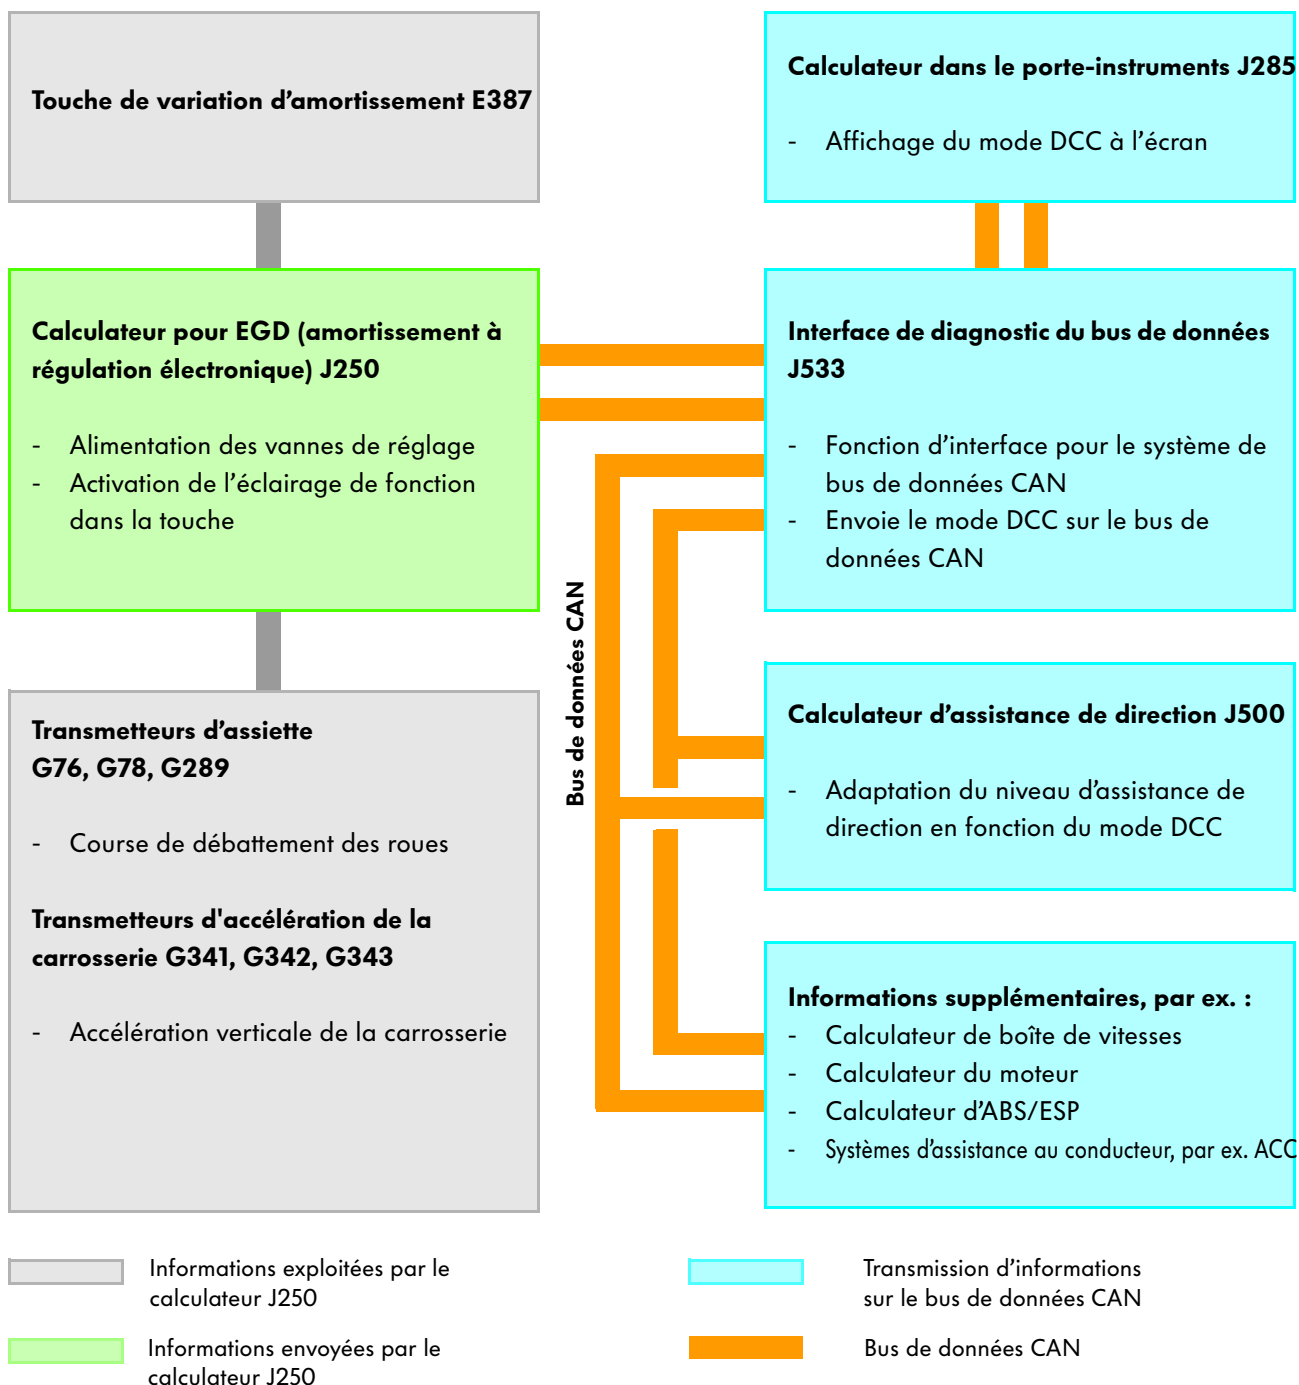 Touche de variation d’amortissement E387
Calculateur dans le porte-instruments J285
- Affichage du mode DCC à l’écran
Calculateur pour EGD (amortissement à
régulation électronique) J250
- Alimentation des vannes de réglage
- Activation de l’éclairage de fonction
dans la touche
Interface de diagnostic du bus de données
J533
- Fonction d’interface pour le système de
bus de données CAN
- Envoie le mode DCC sur le bus de
données CAN
Bus de données CAN
Transmetteurs d’assiette
G76, G78, G289
- Course de débattement des roues
Transmetteurs d'accélération de la
carrosserie G341, G342, G343
- Accélération verticale de la carrosserie
Calculateur d’assistance de direction J500
- Adaptation du niveau d’assistance de
direction en fonction du mode DCC
Informations supplémentaires, par ex. :
- Calculateur de boîte de vitesses
- Calculateur du moteur
- Calculateur d’ABS/ESP
- Systèmes d’assistance au conducteur, par ex. ACC
Informations exploitées par le
calculateur J250
Informations envoyées par le
calculateur J250
Transmission d’informations
sur le bus de données CAN
Bus de données CAN